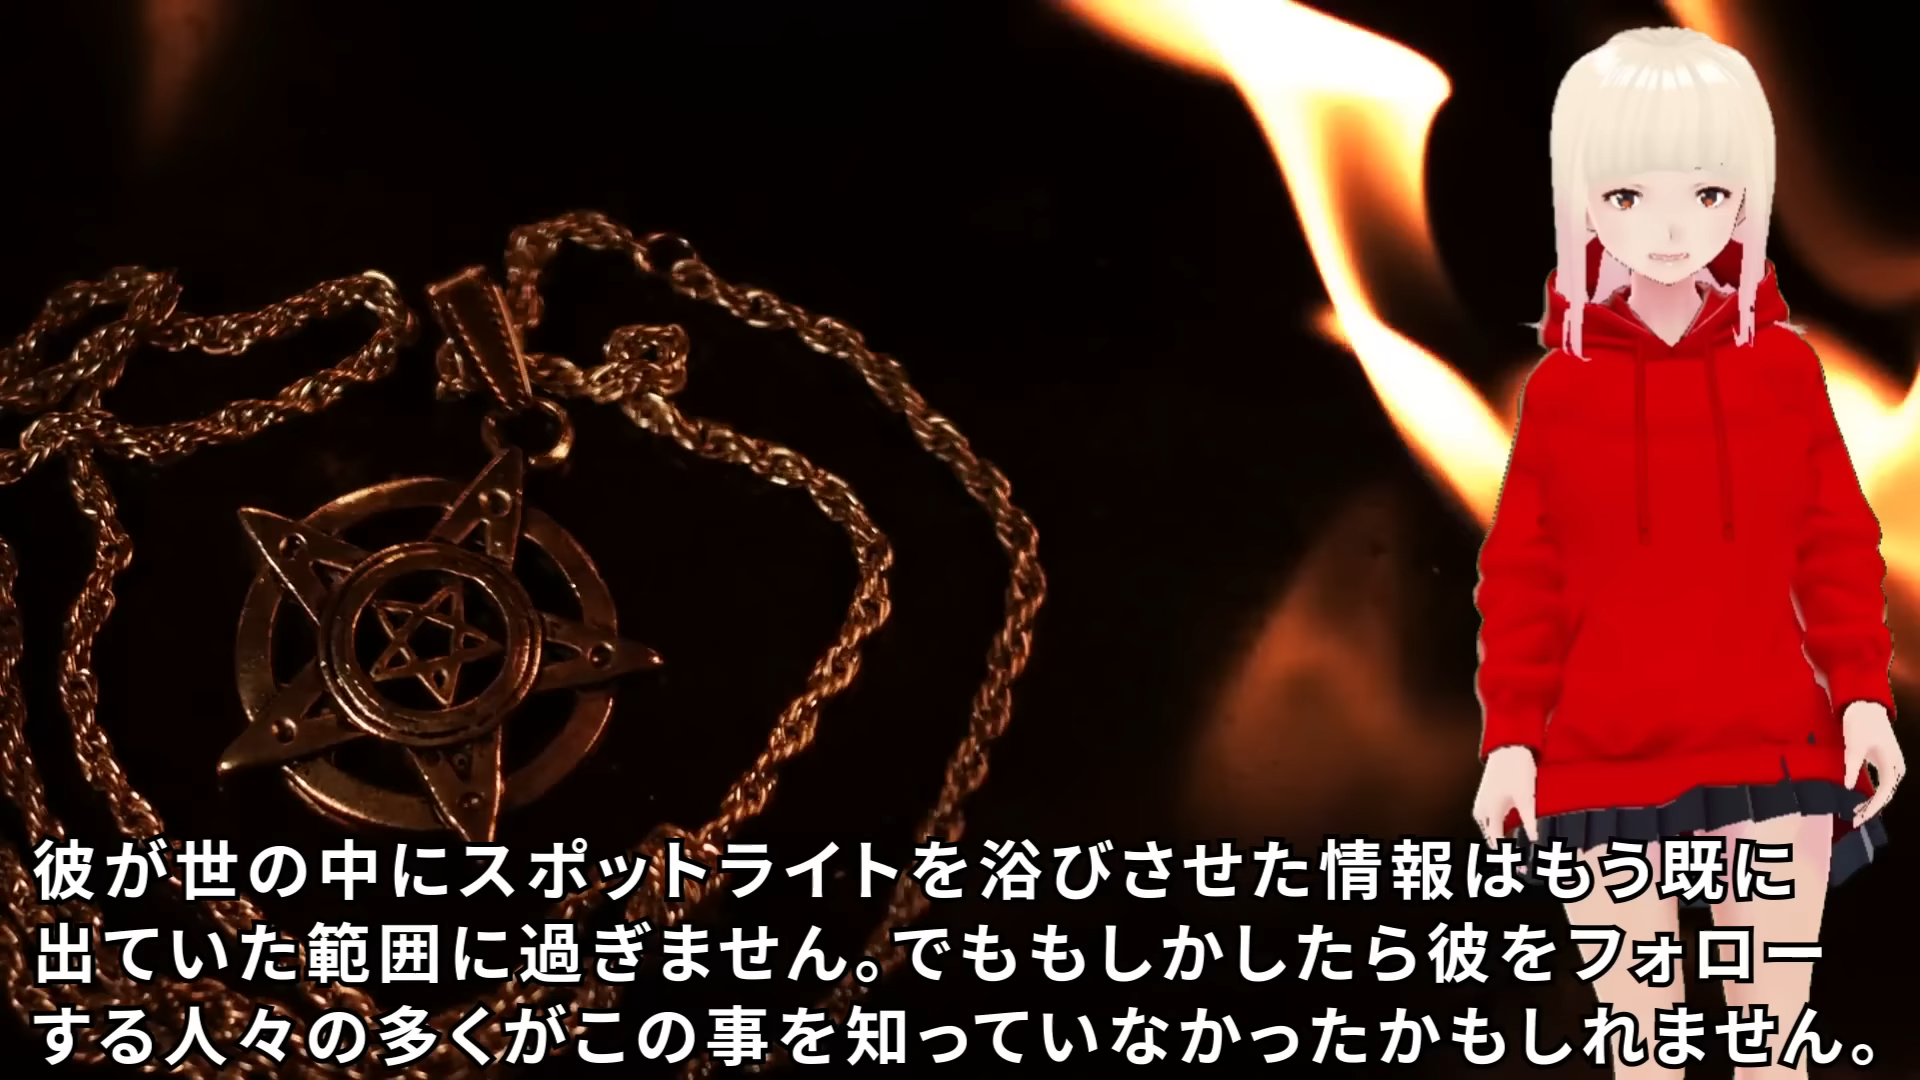 彼が世の中にスポットライトを浴びさせた情報はもう既に
出ていた範囲に過ぎません。でももしかしたら彼をフォロー
する人々の多くがこの事を知っていなかったかもしれません。